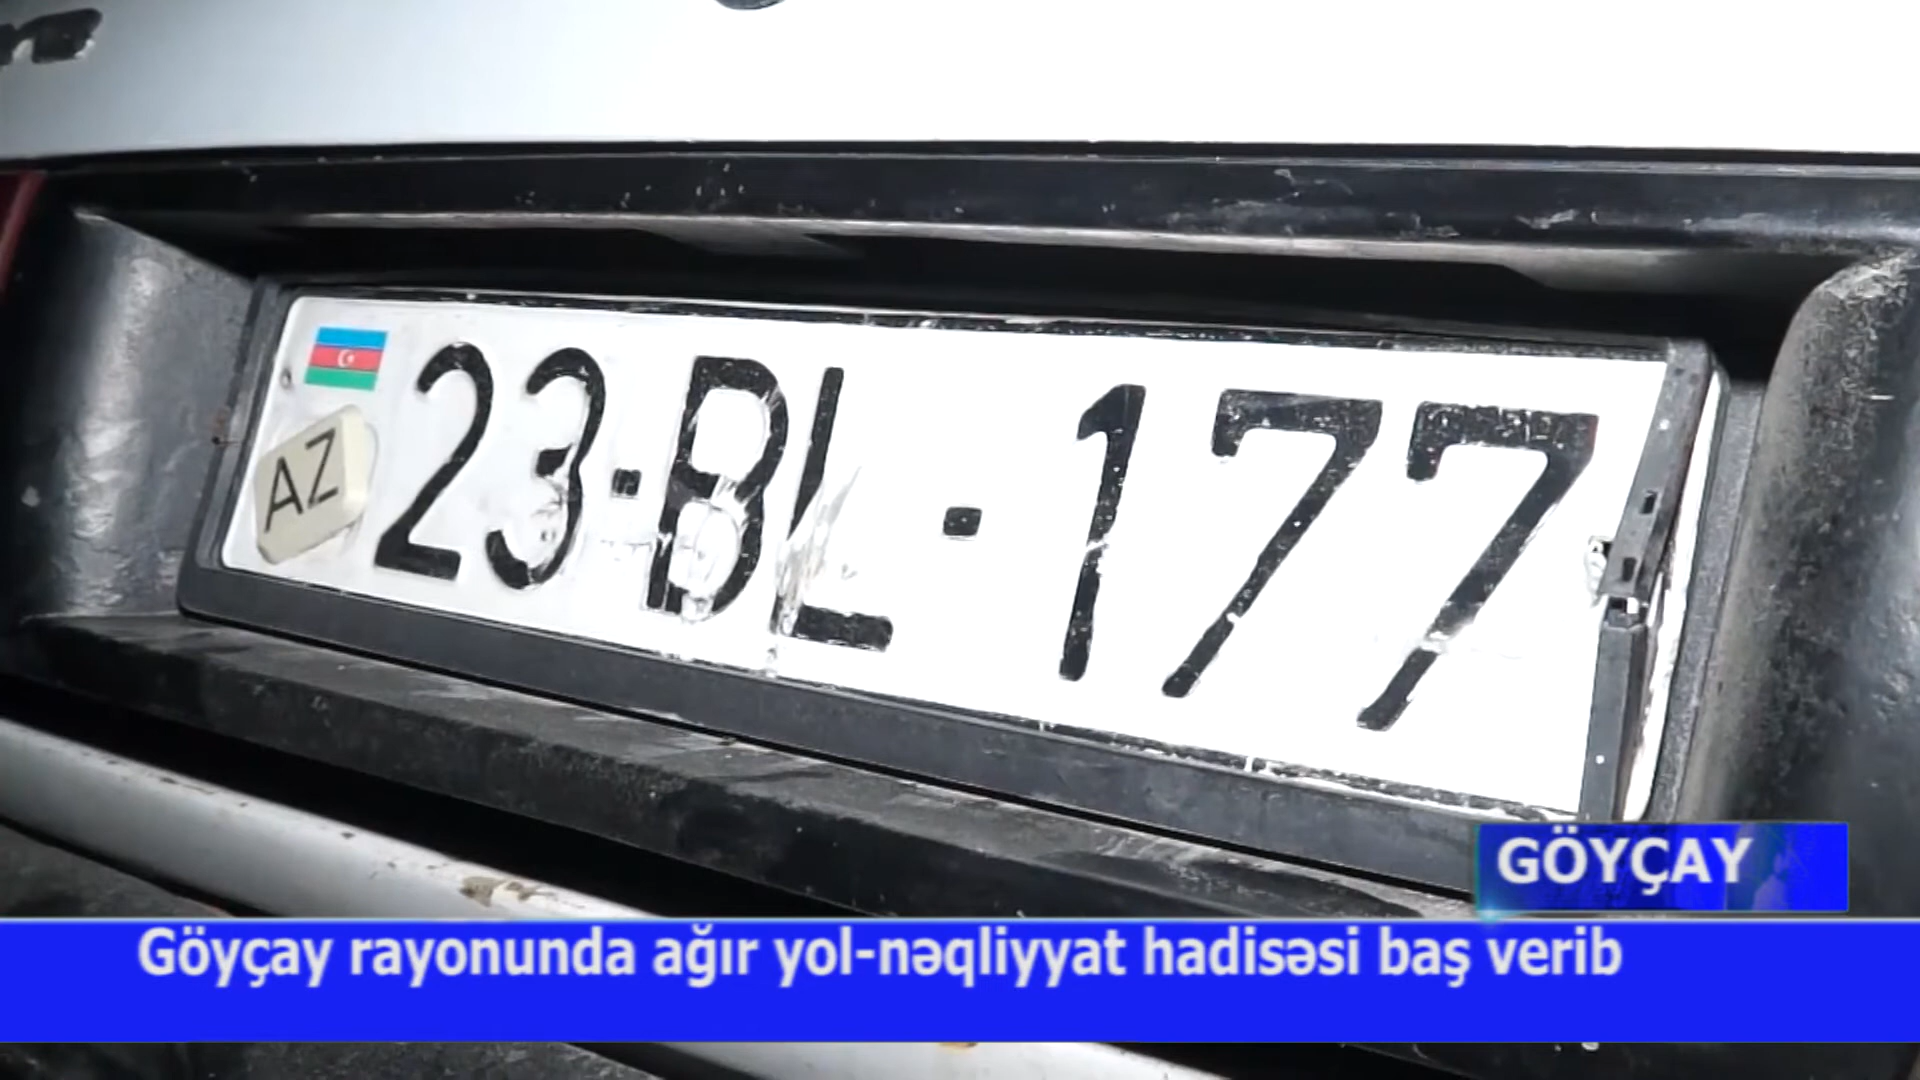 AZ 23-BL-177
GÖYÇAY
Göyçay rayonunda ağır yol-nəqliyyat hadisəsi baş verib